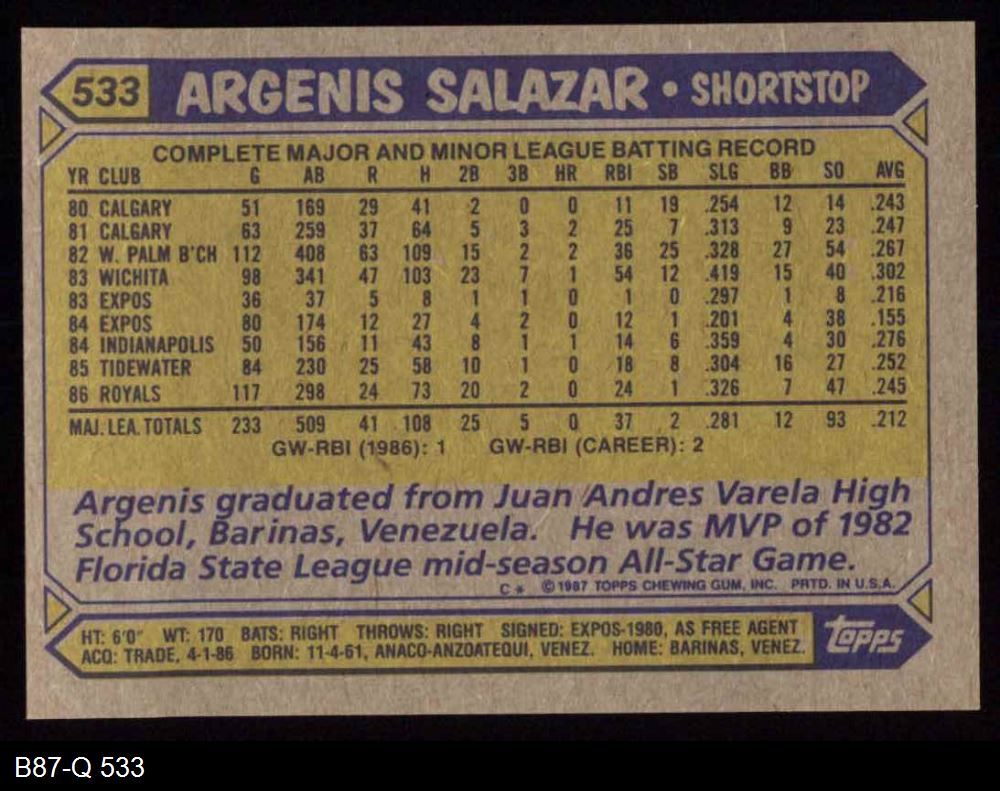 533 ARGENIS SALAZAR • SHORTSTOP
COMPLETE MAJOR AND MINOR LEAGUE BATTING RECORD
YR CLUB G AB R H 2B 3B HR RBI SB SLG BB SO AVG
80 CALGARY 51 169 29 41 2 0 0 11 19 .254 12 14 .243
81 CALGARY 63 259 37 64 5 3 2 25 7 .313 9 23 .247
82 W. PALM B'CH 112 408 63 109 15 2 2 36 25 .328 27 54 .267
83 WICHITA 98 341 47 103 23 7 1 54 12 .419 15 40 .302
83 EXPOS 36 37 5 8 1 1 0 1 0 .297 1 8 .216
84 EXPOS 80 174 12 27 4 2 0 12 1 .201 4 38 .155
84 INDIANAPOLIS 50 156 11 43 8 1 1 14 6 .359 4 30 .276
85 TIDEWATER 84 230 25 58 10 1 0 18 8 .304 16 27 .252
86 ROYALS 117 298 24 73 20 2 0 24 1 .326 7 47 .245
MAJ. LEA. TOTALS 233 509 41 108 25 5 0 37 2 .281 12 93 .212
GW-RBI (1986): 1 GW-RBI (CAREER): 2
Argenis graduated from Juan Andres Varela High
School, Barinas, Venezuela. He was MVP of 1982
Florida State League mid-season All-Star Game.
C* ©1987 TOPPS CHEWING GUM, INC. PRTD. IN U.S.A.
HT: 6'0" WT: 170 BATS: RIGHT THROWS: RIGHT SIGNED: EXPOS-1980, AS FREE AGENT
ACQ: TRADE, 4-1-86 BORN: 11-4-61, ANACO-ANZOATEQUI, VENEZ. HOME: BARINAS, VENEZ.
topps
B87-Q 533